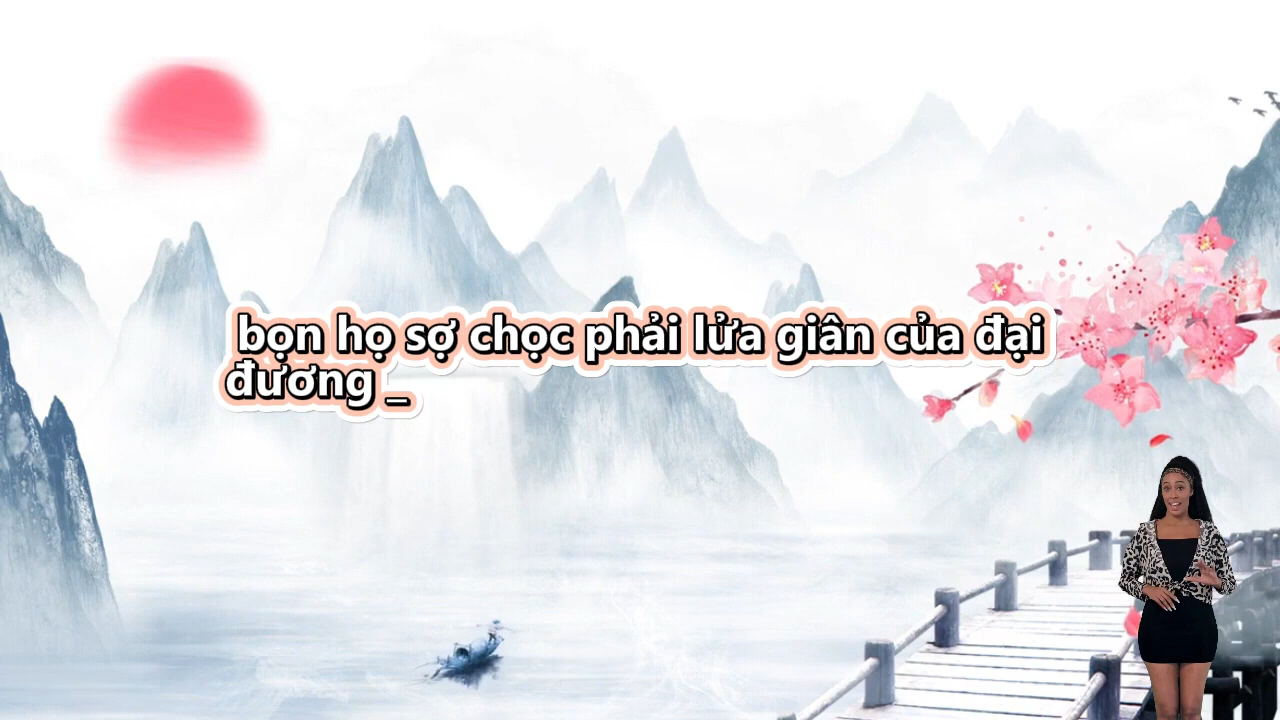 bọn họ sợ chọc phải lửa giân của đại
đương _